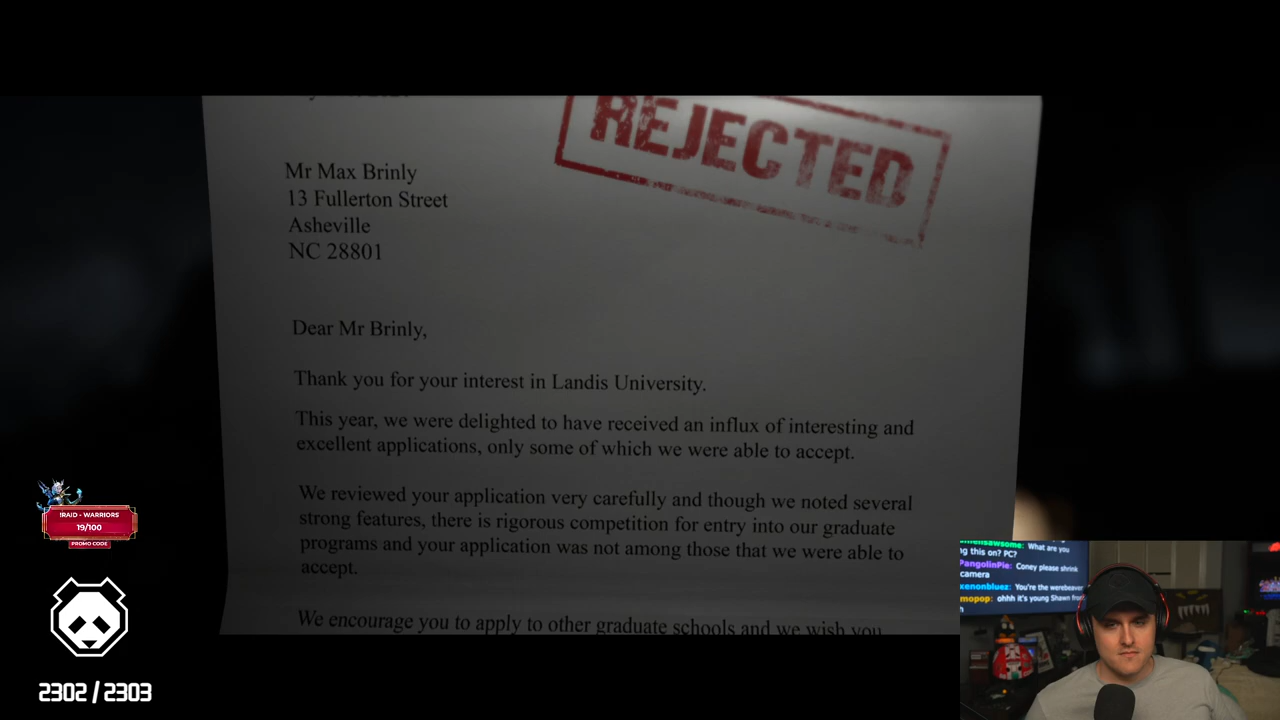 REJECTED
Mr Max Brinly
13 Fullerton Street
Asheville
NC 28801
Dear Mr Brinly,
Thank you for your interest in Landis University.
This year, we were delighted to have received an influx of interesting and
excellent applications, only some of which we were able to accept.
We reviewed your application very carefully and though we noted several
strong features, there is rigorous competition for entry into our graduate
programs and your application was not among those that we were able to
accept.
We encourage you to apply to other graduate schools and we wish you
!RAID - WARRIORS
19/100
PROMO CODE
2302 / 2303
What are you
g this on? PC?
PangolinPie: Coney please shrink
camera
xenonbluez: You're the werebeaver
mopop: ohhh it's young Shawn